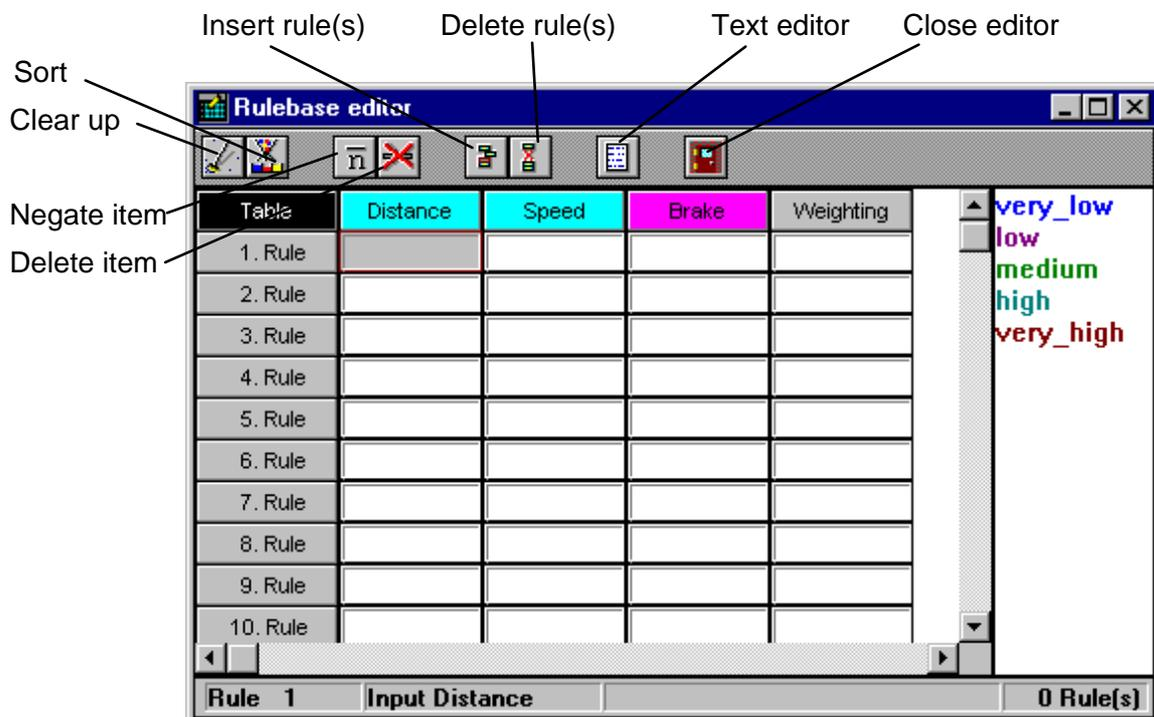 Insert rule(s) Delete rule(s) Text editor Close editor
Sort
Clear up
Rulebase editor
n
Negate item
Delete item
Table Distance Speed Brake Weighting
very_low
low
medium
high
very_high
1. Rule
2. Rule
3. Rule
4. Rule
5. Rule
6. Rule
7. Rule
8. Rule
9. Rule
10. Rule
Rule 1 Input Distance 0 Rule(s)